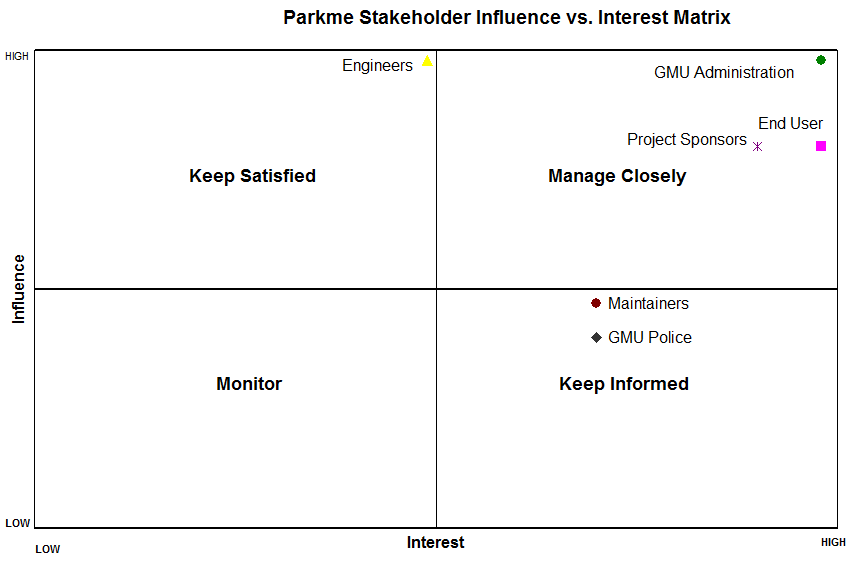 Parkme Stakeholder Influence vs. Interest Matrix
HIGH
Engineers
GMU Administration
End User
Project Sponsors
Keep Satisfied
Manage Closely
Influence
Maintainers
GMU Police
Monitor
Keep Informed
LOW
LOW
Interest
HIGH